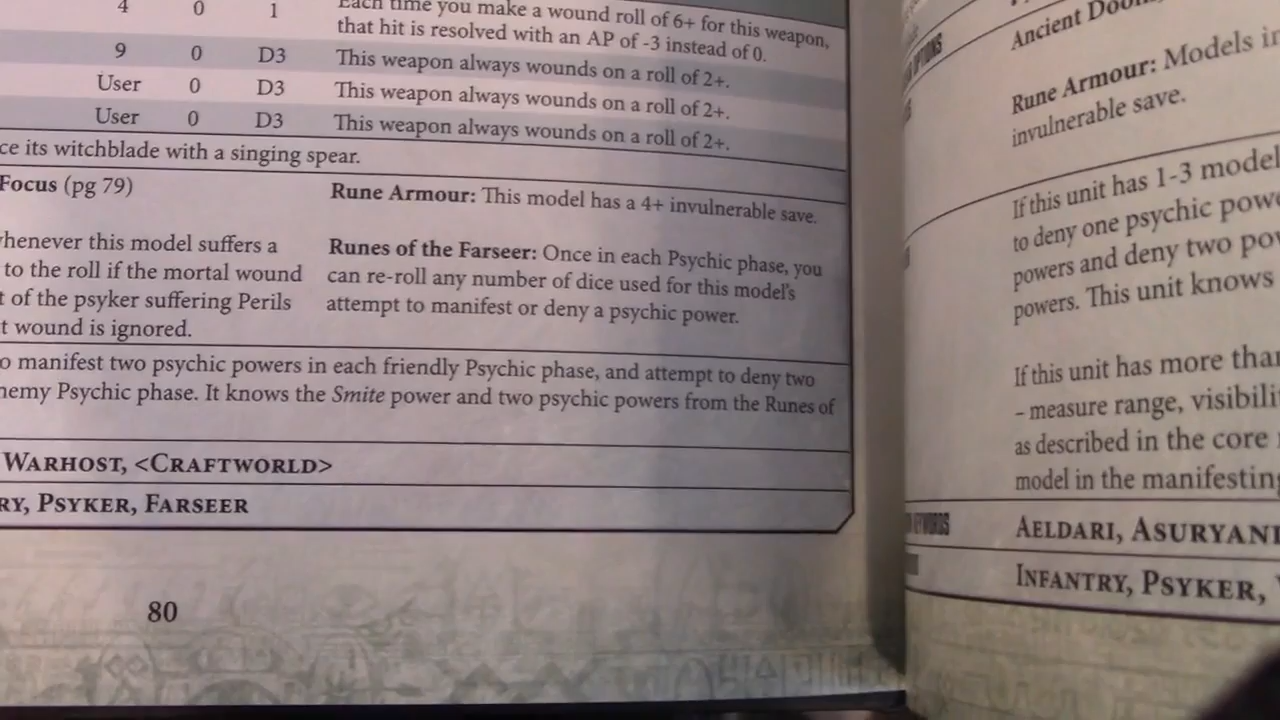 4 0 1 Each time you make a wound roll of 6+ for this weapon,
that hit is resolved with an AP of -3 instead of 0.
9 0 D3 This weapon always wounds on a roll of 2+.
User 0 D3 This weapon always wounds on a roll of 2+.
User 0 D3 This weapon always wounds on a roll of 2+.
ce its witchblade with a singing spear.
Focus (pg 79)
whenever this model suffers a
to the roll if the mortal wound
t of the psyker suffering Perils
t wound is ignored.
Rune Armour: This model has a 4+ invulnerable save.
Runes of the Farseer: Once in each Psychic phase, you
can re-roll any number of dice used for this model's
attempt to manifest or deny a psychic power.
o manifest two psychic powers in each friendly Psychic phase, and attempt to deny two
nemy Psychic phase. It knows the Smite power and two psychic powers from the Runes of
WARHOST, <CRAFTWORLD>
RY, PSYKER, FARSEER
80
Ancient Doom,
Rune Armour: Models in
invulnerable save.
If this unit has 1-3 model
to deny one psychic powe
powers and deny two pow
powers. This unit knows
If this unit has more than
– measure range, visibili
as described in the core
model in the manifesting
AELDARI, ASURYANI
INFANTRY, PSYKER,